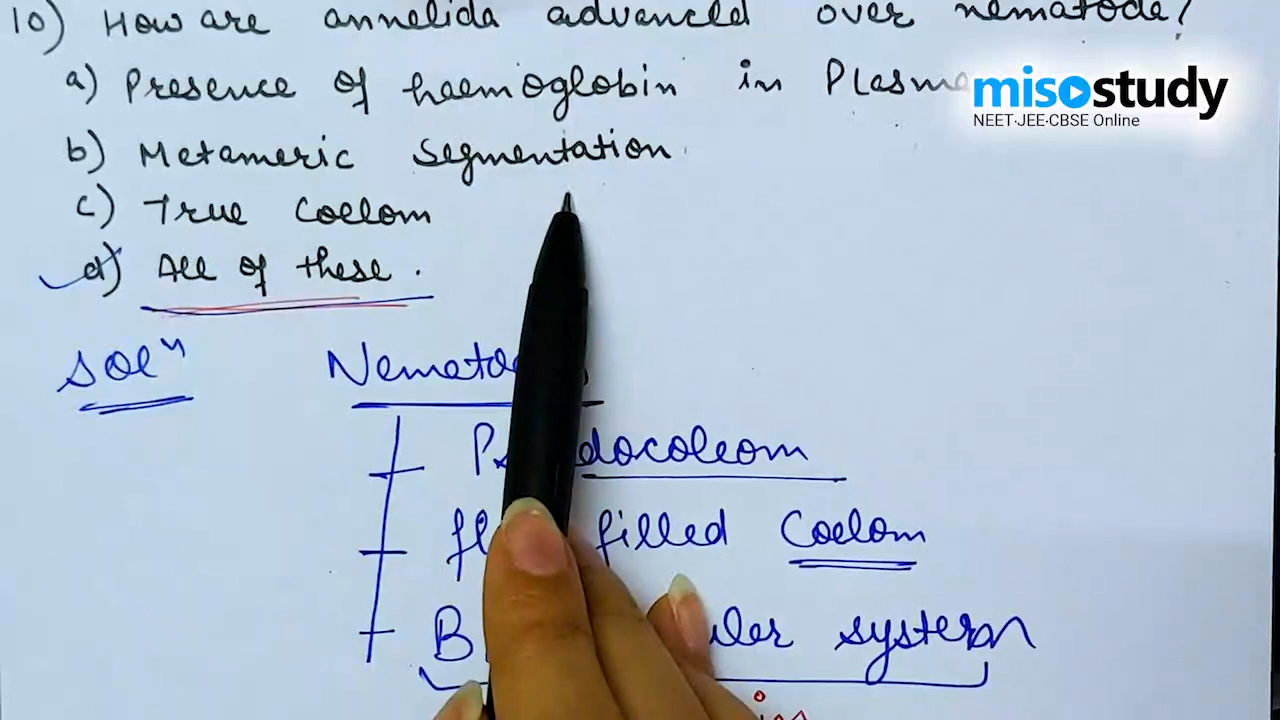 10) How are annelida advanced over nematode?
a) Presence of haemoglobin in Plasma
b) Metameric Segmentation
c) True Coelom
d) All of these.
Solⁿ
docoleom
filled Coelom
B system
misostudy
NEET-JEE-CBSE Online